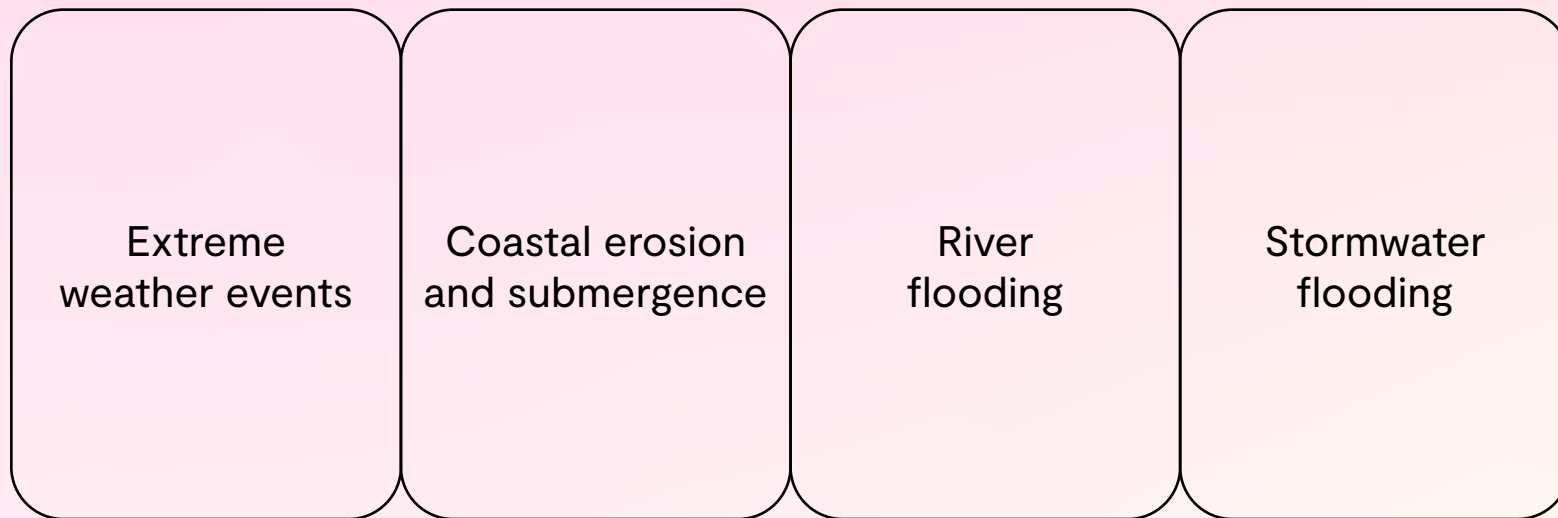 Extreme
weather events
Coastal erosion
and submergence
River
flooding
Stormwater
flooding